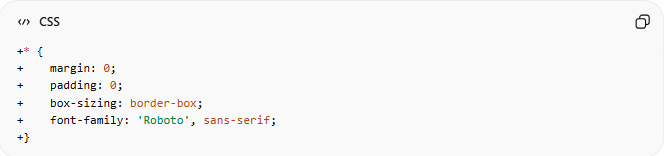 CSS
+* {
+    margin: 0;
+    padding: 0;
+    box-sizing: border-box;
+    font-family: 'Roboto', sans-serif;
+}